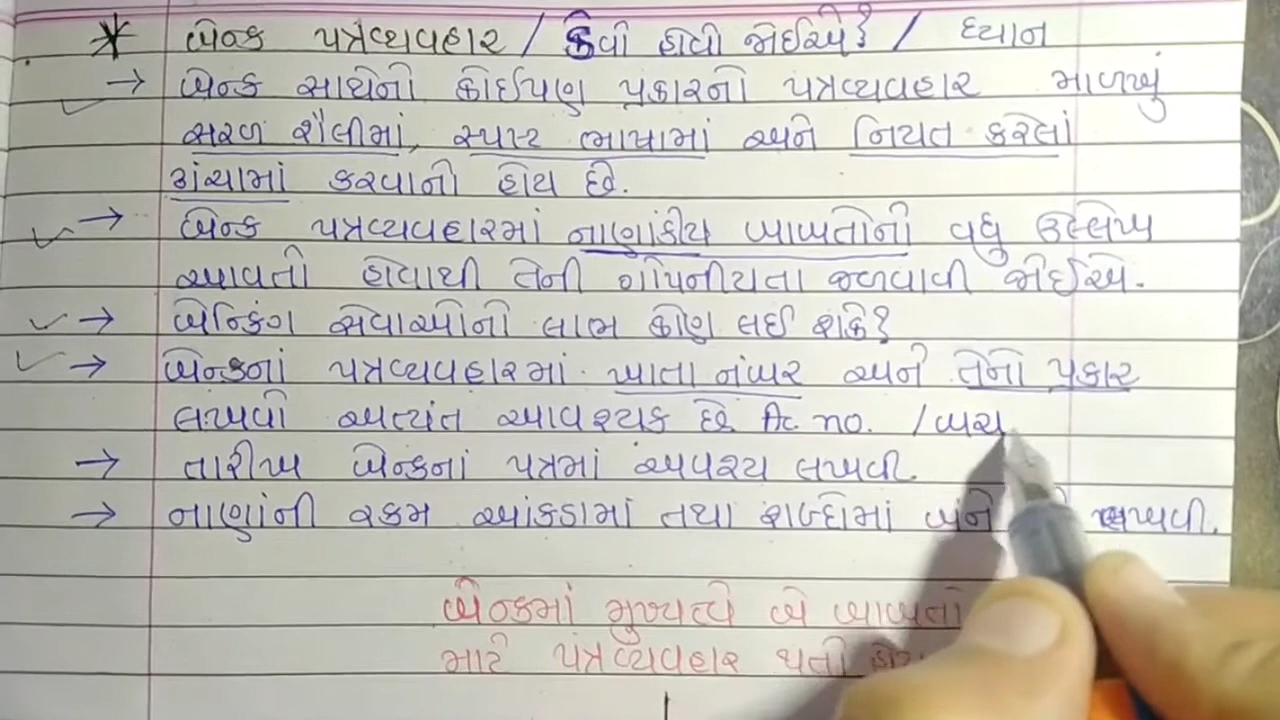 * બેન્ક પત્રવ્યવહાર / કેવો હોવો જોઈએ? / ધ્યાન
→ બેન્ક સાથેનો કોઈપણ પ્રકારનો પત્રવ્યવહાર માળખું
સરળ શૈલીમાં, સ્પષ્ટ ભાષામાં અને નિયત કરેલાં
ઢાંચામાં કરવાનો હોય છે.
→ બેન્ક પત્રવ્યવહારમાં નાણાંકીય બાબતોનો વધુ ઉલ્લેખ
આવતો હોવાથી તેની ગોપનીયતા જળવાવી જોઈએ.
→ બેન્કિંગ સેવાઓનો લાભ કોણ લઈ શકે?
→ બેન્કનાં પત્રવ્યવહારમાં ખાતા નંબર અને તેનો પ્રકાર
લખવો અત્યંત આવશ્યક છે Ac no. / બચ
→ તારીખ બેન્કનાં પત્રમાં અવશ્ય લખવી.
→ નાણાંની રકમ આંકડામાં તથા શબ્દોમાં બંને લખવી.
બેન્કમાં મુખ્યત્વે બે બાબતો
માટે પત્રવ્યવહાર થતો